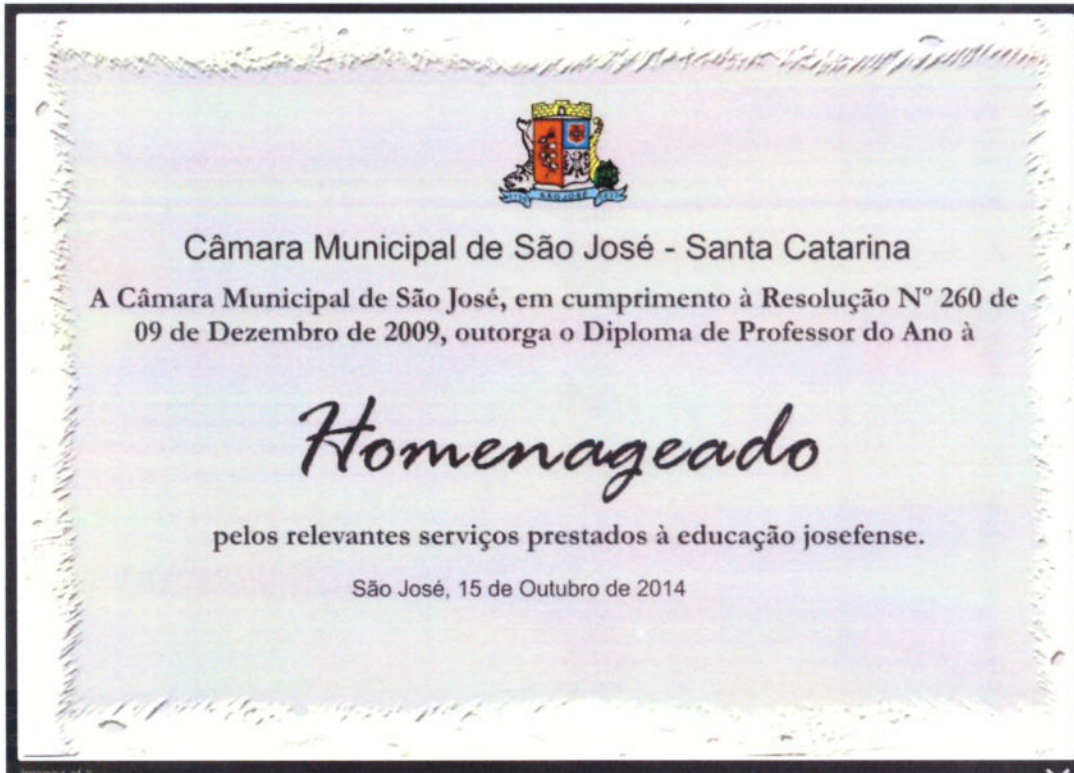 SÃO JOSÉ
Câmara Municipal de São José - Santa Catarina
A Câmara Municipal de São José, em cumprimento à Resolução Nº 260 de
09 de Dezembro de 2009, outorga o Diploma de Professor do Ano à
Homenageado
pelos relevantes serviços prestados à educação josefense.
São José, 15 de Outubro de 2014